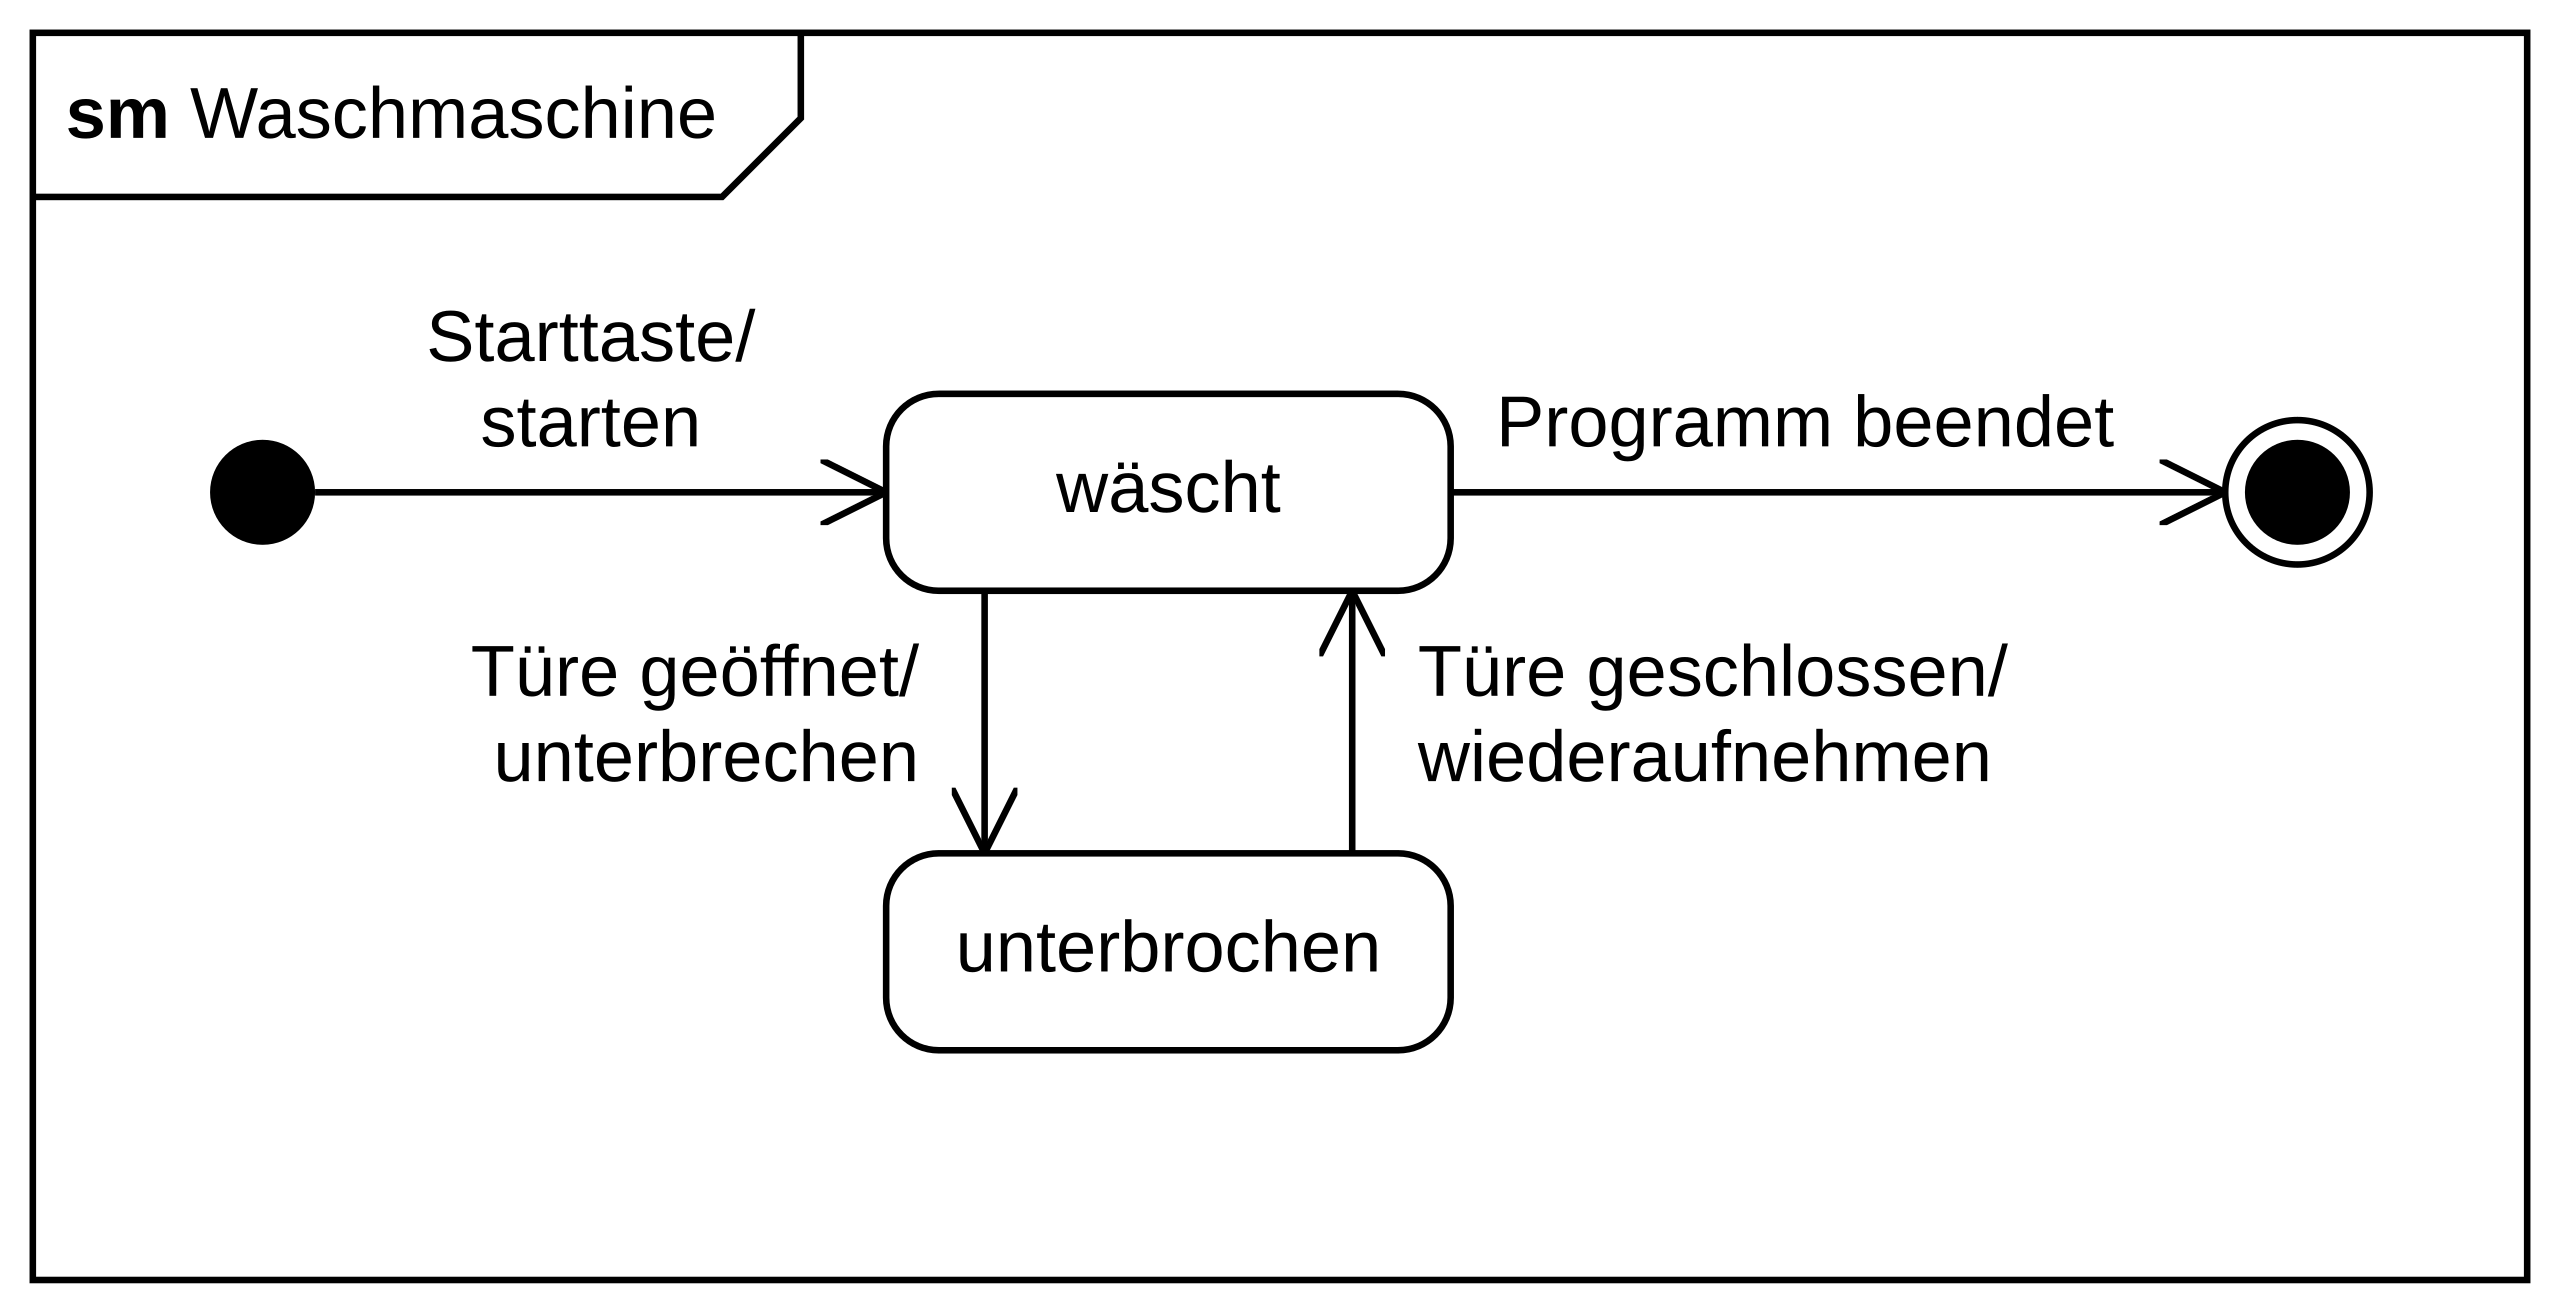 sm Waschmaschine
Starttaste/
starten
wäscht
Programm beendet
Türe geöffnet/
unterbrechen
Türe geschlossen/
wiederaufnehmen
unterbrochen